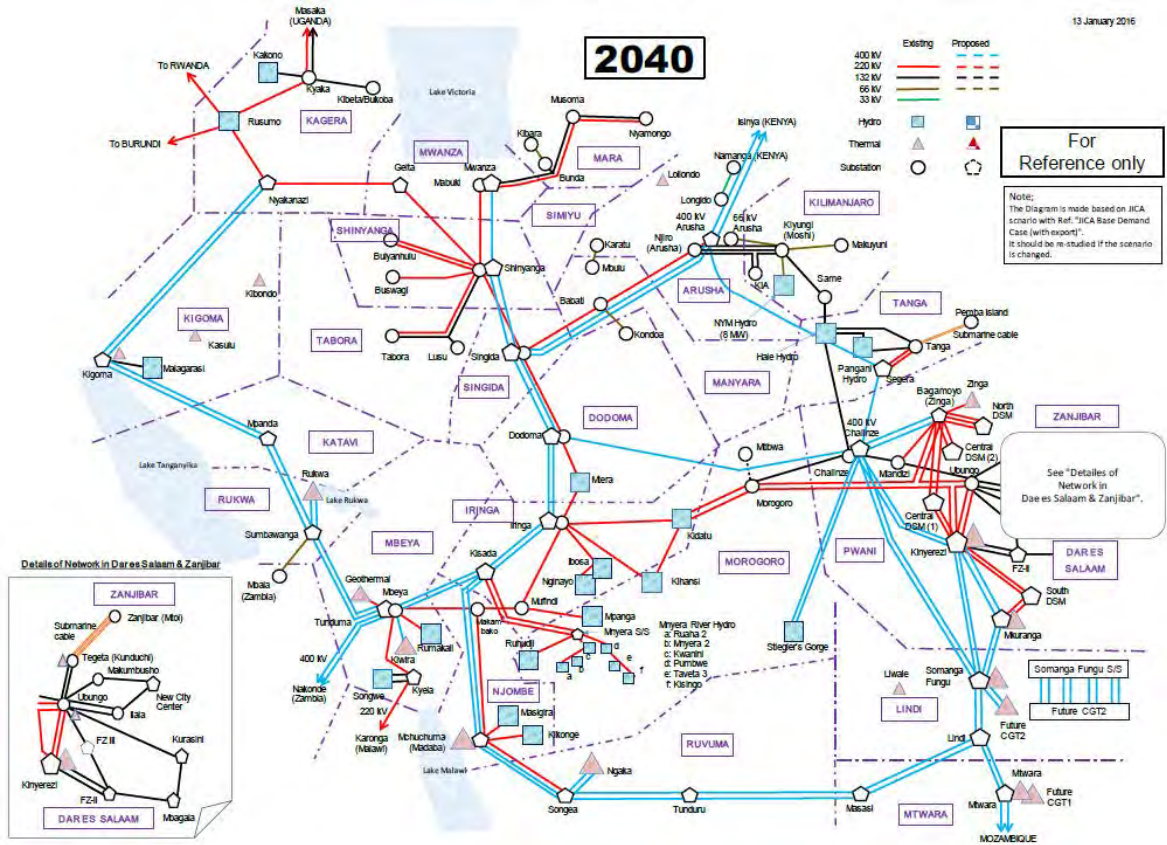 13 January 2016
2040
Existing
Proposed
400 kV
220 kV
132 kV
66 kV
33 kV
Hydro
Thermal
Substation
For
Reference only
Note;
The Diagram is made based on JICA
scnario with Ref. "JICA Base Demand
Case (with export)".
It should be re-studied if the scenario
is changed.
Masaka
(UGANDA)
To RWANDA
Kakono
Kyaka
Kibeta/Bukoba
Lake Victoria
Rusumo
KAGERA
To BURUNDI
Musoma
Nyamongo
Kibara
MARA
Bunda
MWANZA
Mwanza
Mabuki
Geita
Nyakanazi
Isinya (KENYA)
Namanga (KENYA)
Loliondo
Longido
KILIMANJARO
SIMIYU
SHINYANGA
Bulyanhulu
Buswagi
Shinyanga
400 kV
Arusha
66 kV
Arusha
Kiyungi
(Moshi)
Makuyuni
Njiro
(Arusha)
Karatu
Mbulu
KIA
Same
ARUSHA
TANGA
Babati
Kondoa
NYM Hydro
(8 MW)
Hale Hydro
Pemba Island
Submarine cable
Tanga
Pangani
Hydro
Segera
Kibondo
KIGOMA
Kasulu
TABORA
Tabora
Lusu
Singida
SINGIDA
MANYARA
Kigoma
Malagarasi
DODOMA
Bagamoyo
(Zinga)
Zinga
North
DSM
ZANJIBAR
Mpanda
KATAVI
Dodoma
400 kV
Chalinze
Central
DSM (2)
Mtibwa
Chalinze
Mandizi
Ubungo
See "Detailes of
Network in
Da e es Salaam & Zanjibar".
Lake Tanganyika
Rukwa
Lake Rukwa
RUKWA
Mtera
Morogoro
Central
DSM (1)
Sumbawanga
IRINGA
Iringa
Kidatu
MBEYA
Kisada
MOROGORO
PWANI
Kinyerezi
FZ-II
DAR ES
SALAAM
Ibosa
Nginayo
Kihansi
South
DSM
Mbala
(Zambia)
Geothermal
Mbeya
Tunduma
Mufindi
Makam
bako
Mpanga
Mkuranga
Rumakali
Kiwira
Ruhudji
Mnyera S/S
c
d
b
a
e
f
Mnyera River Hydro
a: Ruaha 2
b: Mnyera 2
c: Kwanini
d: Pumbwe
e: Taveta 3
f: Kisingo
Stiegler's Gorge
400 kV
Nakonde
(Zambia)
Songwe
Kyela
NJOMBE
Masigira
Kikonge
220 kV
Karonga
(Malawi)
Mchuchuma
(Madaba)
Lake Malawi
RUVUMA
Liwale
LINDI
Somanga
Fungu
Somanga Fungu S/S
Future CGT2
Future
CGT2
Lindi
Ngaka
Songea
Tunduru
Masasi
Mtwara
Mtwara
Future
CGT1
MTWARA
MOZAMBIQUE
Details of Network in Dar es Salaam & Zanjibar
ZANJIBAR
Submarine
cable
Zanjibar (Mtoi)
Tegeta (Kunduchi)
Makumbusho
Ubungo
New City
Center
Ilala
FZ III
Kurasini
Kinyerezi
FZ-II
Mbagala
DAR ES SALAAM